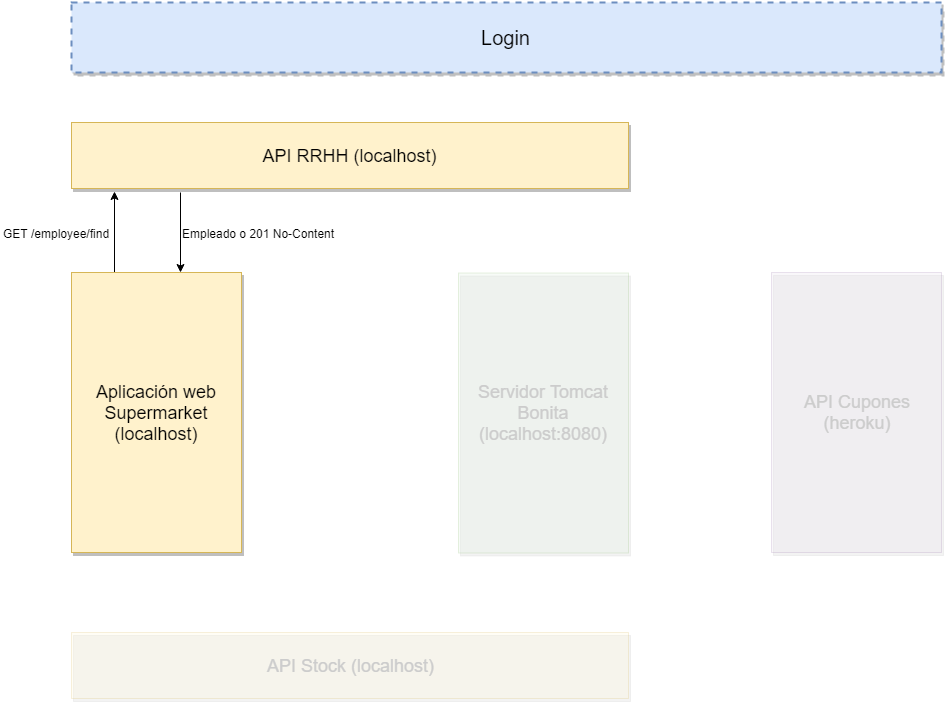 Login
API RRHH (localhost)
GET /employee/find
Empleado o 201 No-Content
Aplicación web
Supermarket
(localhost)
Servidor Tomcat
Bonita
(localhost:8080)
API Cupones
(heroku)
API Stock (localhost)